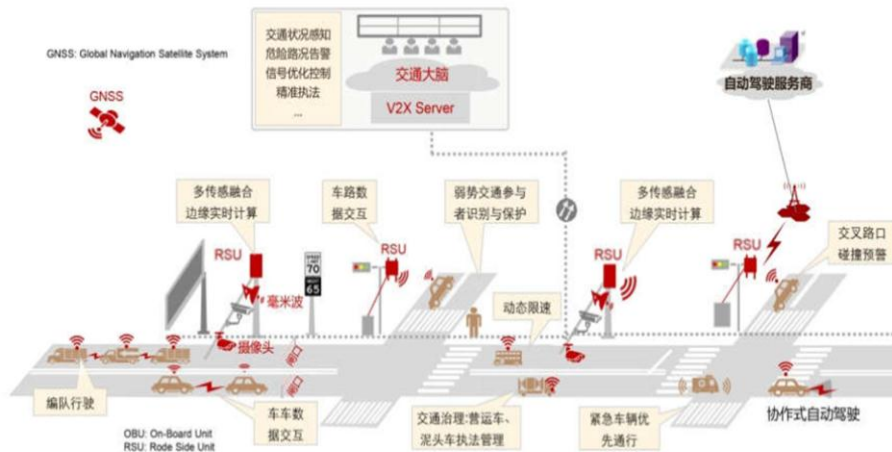 GNSS: Global Navigation Satellite System
交通状况感知
危险路况告警
信号优化控制
精准执法
...
交通大脑
V2X Server
自动驾驶服务商
GNSS
多传感融合
边缘实时计算
车路数
据交互
弱势交通参与
者识别与保护
多传感融合
边缘实时计算
交叉路口
碰撞预警
RSU
RSU
RSU
RSU
SPEED
LIMIT
70
65
毫米波
摄像头
动态限速
编队行驶
车车数
据交互
交通治理:营运车、
泥头车执法管理
紧急车辆优
先通行
协作式自动驾驶
OBU: On-Board Unit
RSU: Rode Side Unit